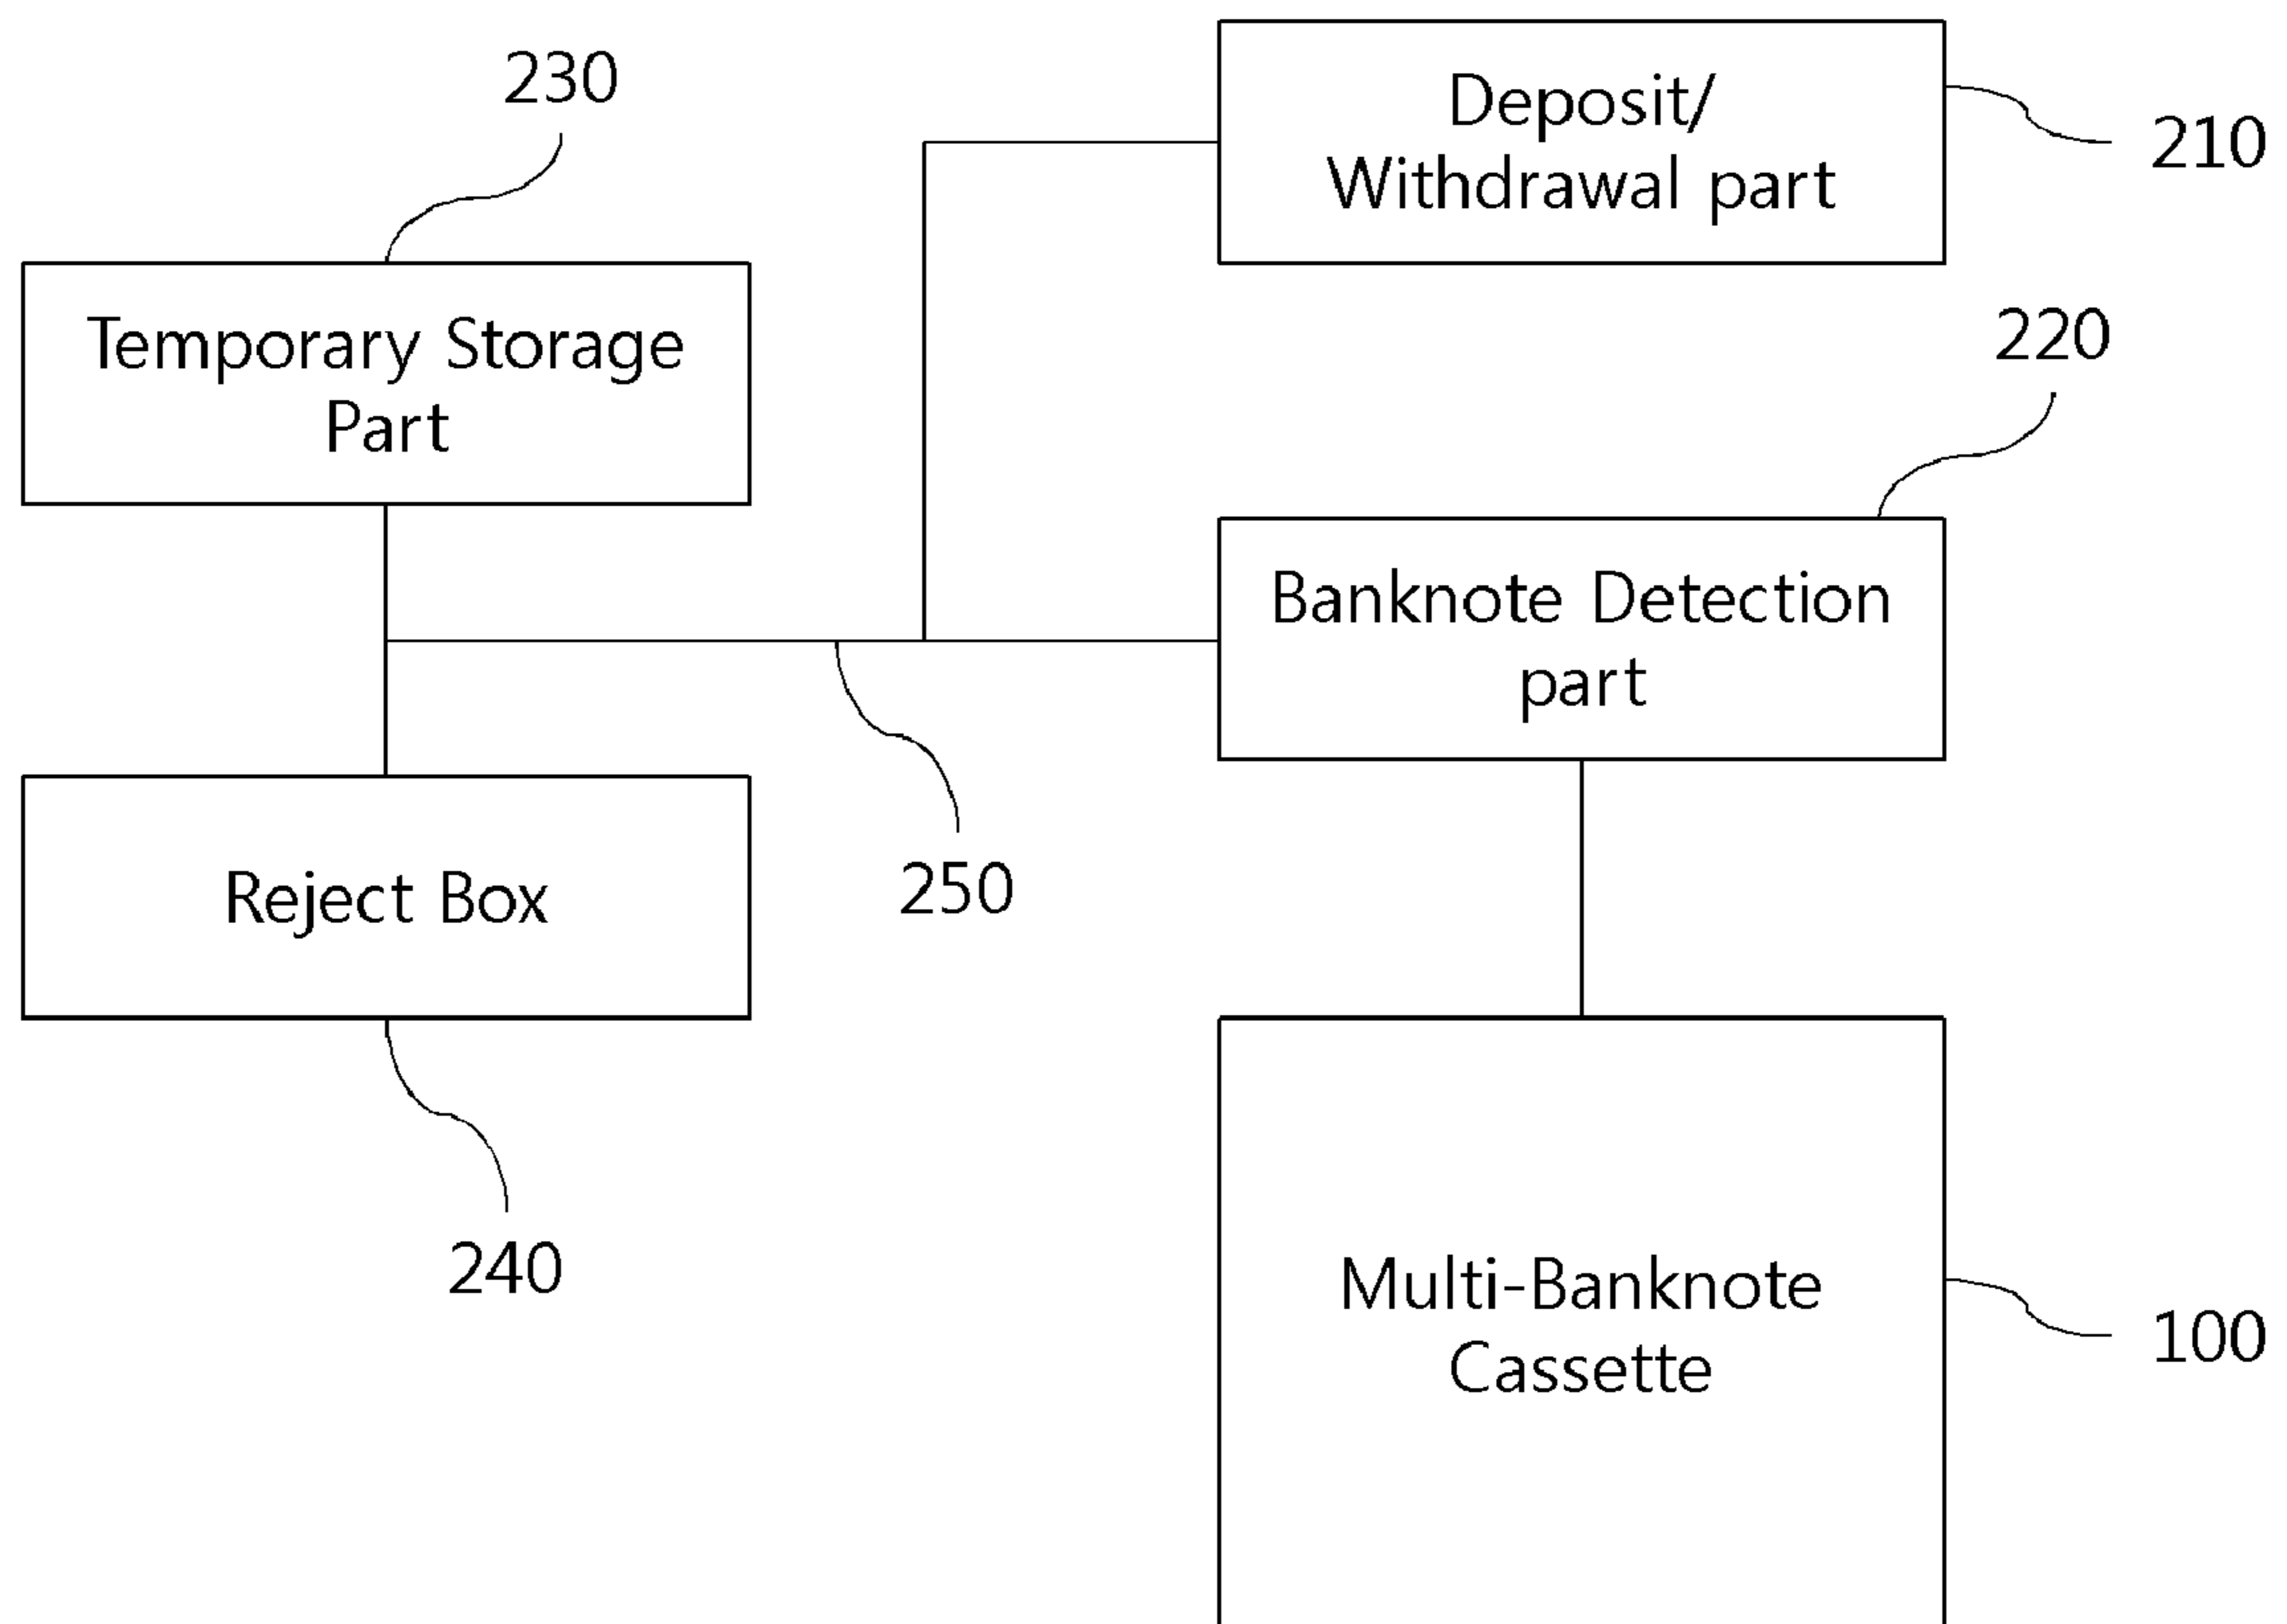 230
Deposit/
Withdrawal part
210
Temporary Storage
Part
220
Banknote Detection
part
Reject Box
250
240
Multi-Banknote
Cassette
100